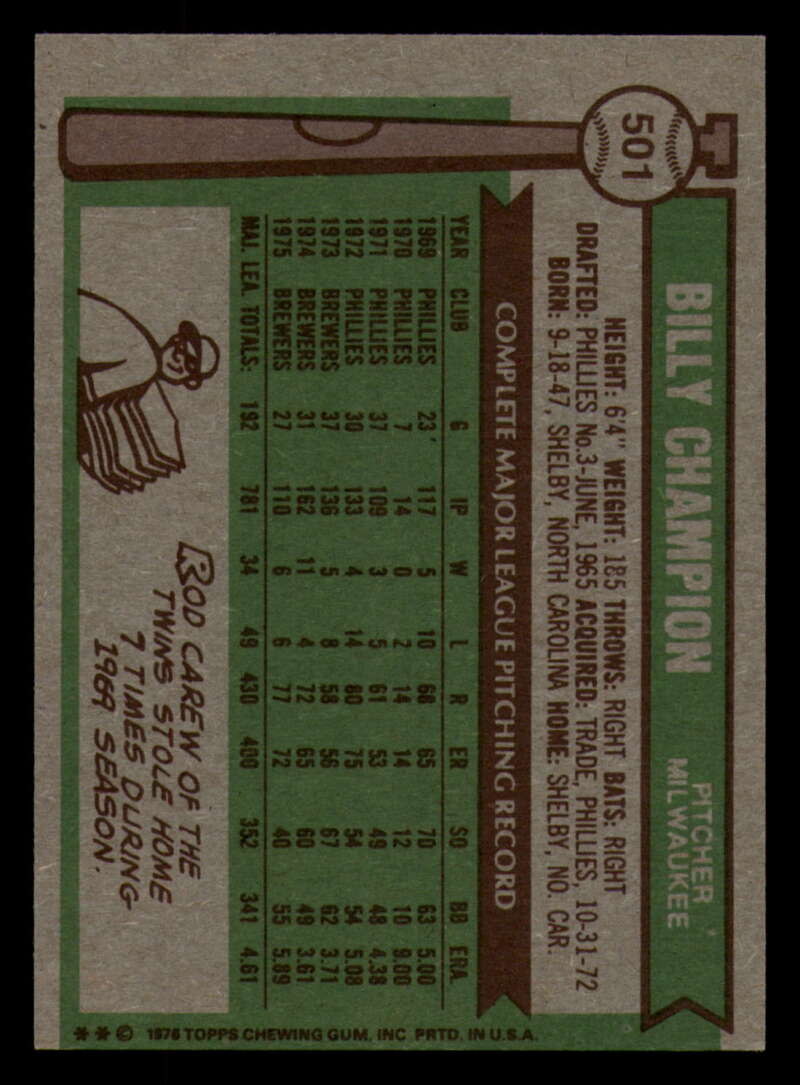 501
BILLY CHAMPION
PITCHER
MILWAUKEE
HEIGHT: 6'4" WEIGHT: 185 THROWS: RIGHT BATS: RIGHT
DRAFTED: PHILLIES No.3-JUNE, 1965 ACQUIRED: TRADE, PHILLIES, 10-31-72
BORN: 9-18-47, SHELBY, NORTH CAROLINA HOME: SHELBY, NO. CAR.
COMPLETE MAJOR LEAGUE PITCHING RECORD
YEAR CLUB G IP W L R ER SO BB ERA
1969 PHILLIES 23 117 5 10 68 65 70 63 5.00
1970 PHILLIES 7 14 0 2 14 14 12 10 9.00
1971 PHILLIES 37 109 3 5 61 53 49 48 4.38
1972 PHILLIES 30 133 4 14 80 75 54 54 5.08
1973 BREWERS 37 136 5 8 58 56 67 62 3.71
1974 BREWERS 31 162 11 4 72 65 60 49 3.61
1975 BREWERS 27 110 6 6 77 72 40 55 5.89
MAJ. LEA. TOTALS: 192 781 34 49 430 400 352 341 4.61
ROD CAREW OF THE
TWINS STOLE HOME
7 TIMES DURING
1969 SEASON.
**© 1976 TOPPS CHEWING GUM, INC PRTD. IN U.S.A.